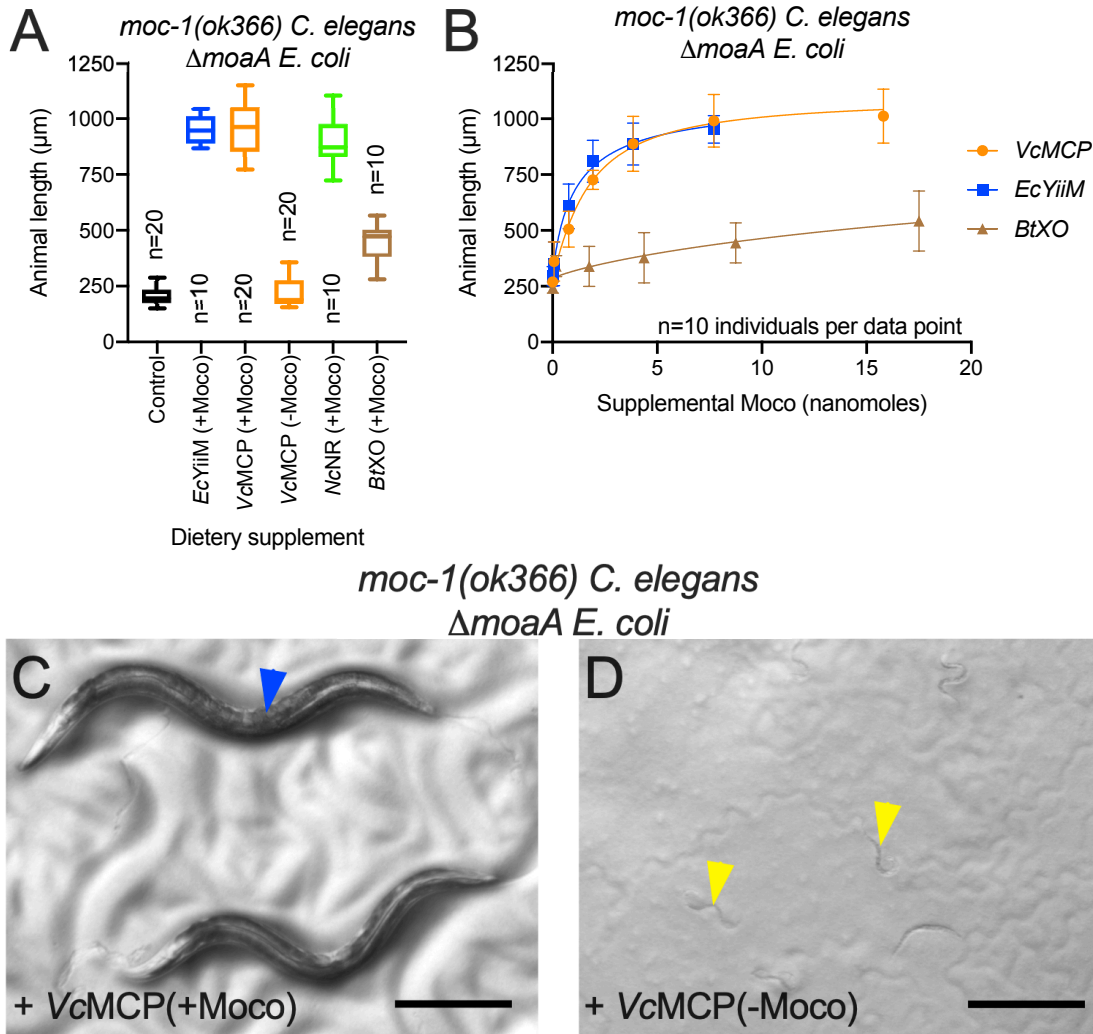 A
moc-1(ok366) C. elegans
ΔmoaA E. coli
Animal length (µm)
1250
1000
750
500
250
0
n=20
n=10
n=20
n=20
n=10
n=10
Control
EcYiiM (+Moco)
VcMCP (+Moco)
VcMCP (-Moco)
NcNR (+Moco)
BtXO (+Moco)
Dietery supplement
B
moc-1(ok366) C. elegans
ΔmoaA E. coli
Animal length (µm)
1250
1000
750
500
250
0
n=10 individuals per data point
0
5
10
15
20
Supplemental Moco (nanomoles)
VcMCP
EcYiiM
BtXO
moc-1(ok366) C. elegans
ΔmoaA E. coli
C
+ VcMCP(+Moco)
D
+ VcMCP(-Moco)